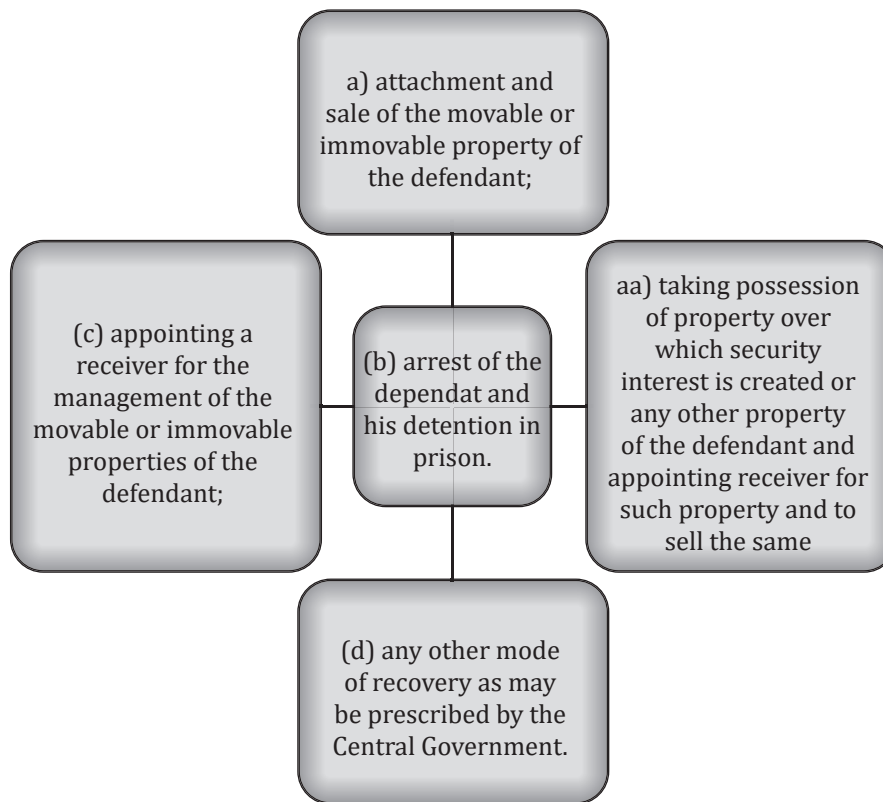 a) attachment and
sale of the movable or
immovable property of
the defendant;
(c) appointing a
receiver for the
management of the
movable or immovable
properties of the
defendant;
(b) arrest of the
dependat and
his detention in
prison.
aa) taking possession
of property over
which security
interest is created or
any other property
of the defendant and
appointing receiver for
such property and to
sell the same
(d) any other mode
of recovery as may
be prescribed by the
Central Government.